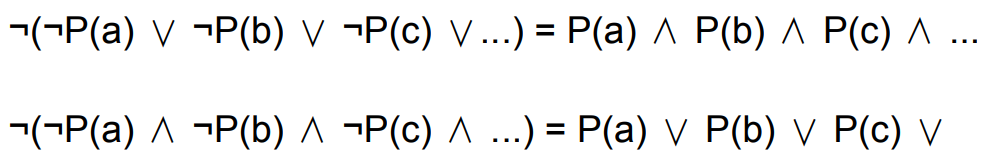 ¬(¬P(a) ∨ ¬P(b) ∨ ¬P(c) ∨ ...) = P(a) ∧ P(b) ∧ P(c) ∧ ...
¬(¬P(a) ∧ ¬P(b) ∧ ¬P(c) ∧ ...) = P(a) ∨ P(b) ∨ P(c) ∨